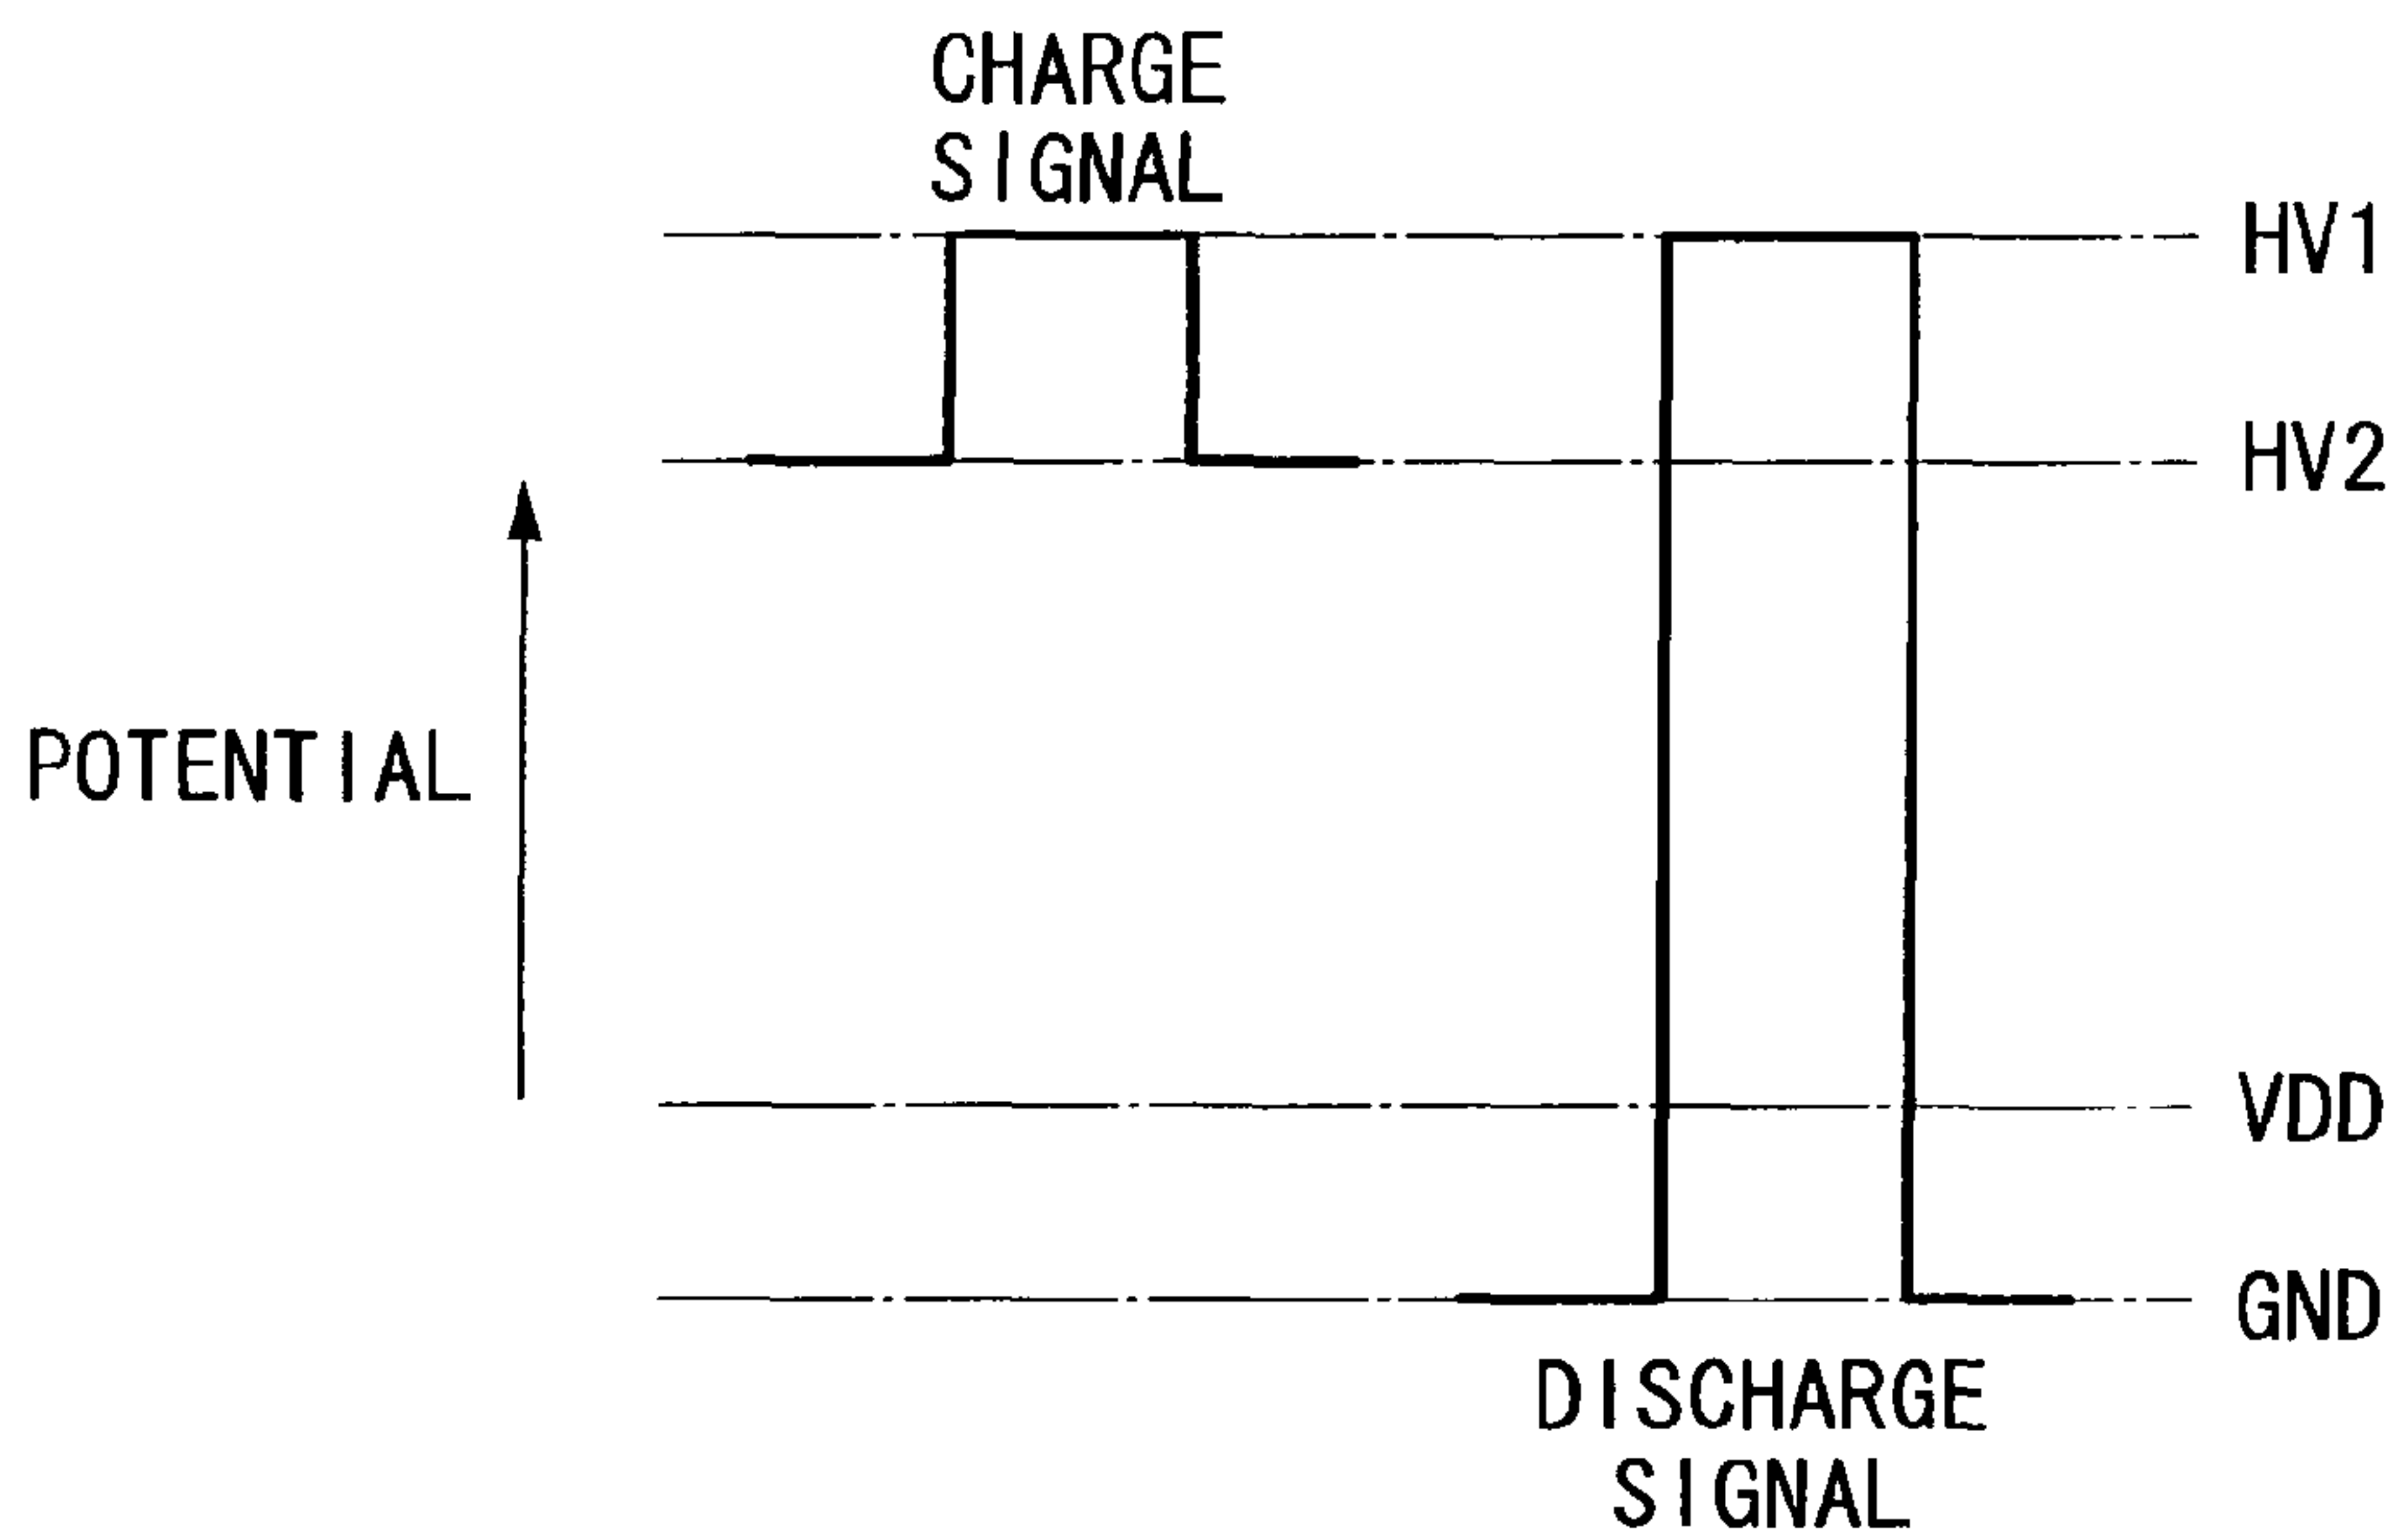 CHARGE
SIGNAL
HV1
HV2
POTENTIAL
VDD
GND
DISCHARGE
SIGNAL